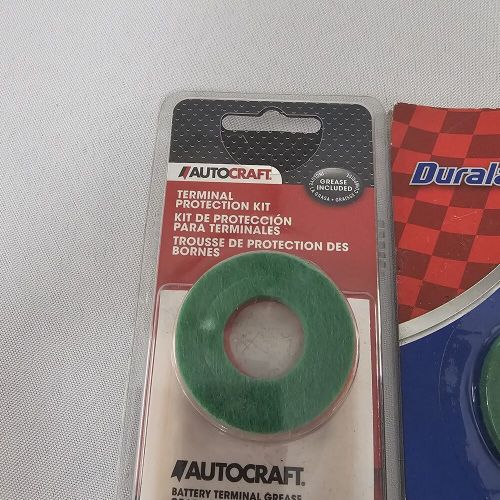 AUTOCRAFT.
TERMINAL
PROTECTION KIT
KIT DE PROTECCIÓN
PARA TERMINALES
TROUSSE DE PROTECTION DES
BORNES
GREASE
INCLUDED
AUTOCRAFT.
BATTERY TERMINAL GREASE
Dural